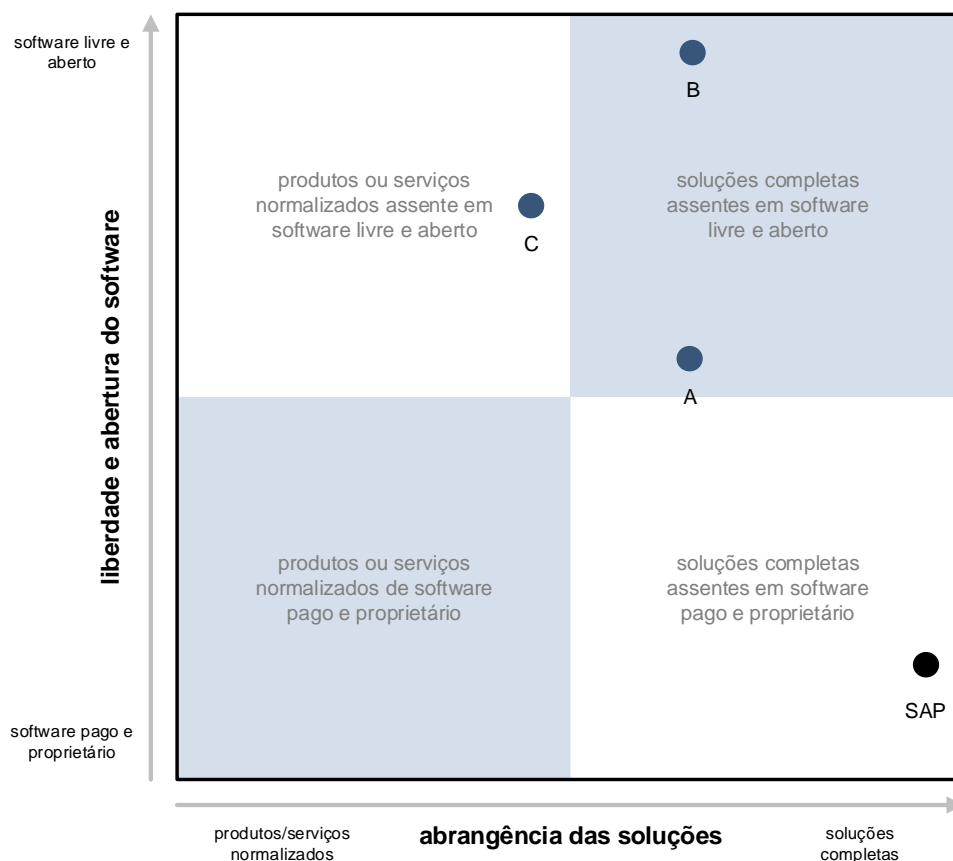 software livre e
aberto
B
produtos ou serviços
normalizados assente em
software livre e aberto
soluções completas
assentes em software
livre e aberto
C
liberdade e abertura do software
A
produtos ou serviços
normalizados de software
pago e proprietário
soluções completas
assentes em software
pago e proprietário
SAP
software pago e
proprietário
produtos/serviços
normalizados
abrangência das soluções
soluções
completas